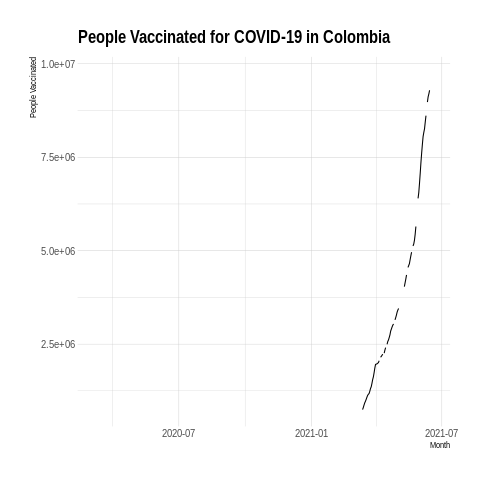 People Vaccinated for COVID-19 in Colombia
People Vaccinated
1.0e+07
7.5e+06
5.0e+06
2.5e+06
2020-07
2021-01
2021-07
Month